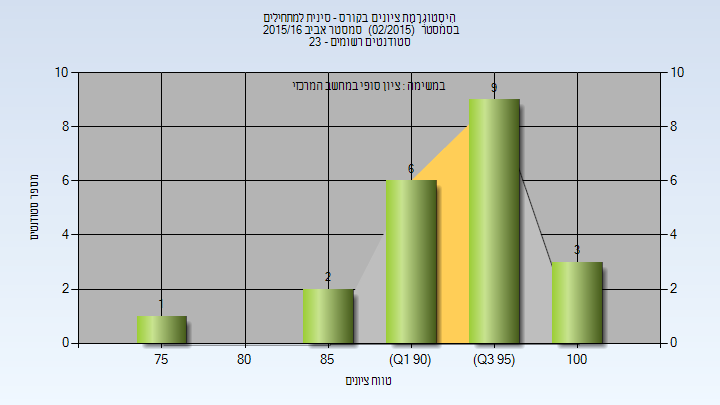 היסטוגרמת ציונים בקורס - סינית למתחילים
בסמסטר (02/2015) סמסטר אביב 2015/16
סטודנטים רשומים - 23
במשימה : ציון סופי במחשב המרכזי
10
8
6
4
2
0
10
8
6
4
2
0
1
2
6
9
3
75
80
85
(Q1 90)
(Q3 95)
100
מספר סטודנטים
טווח ציונים